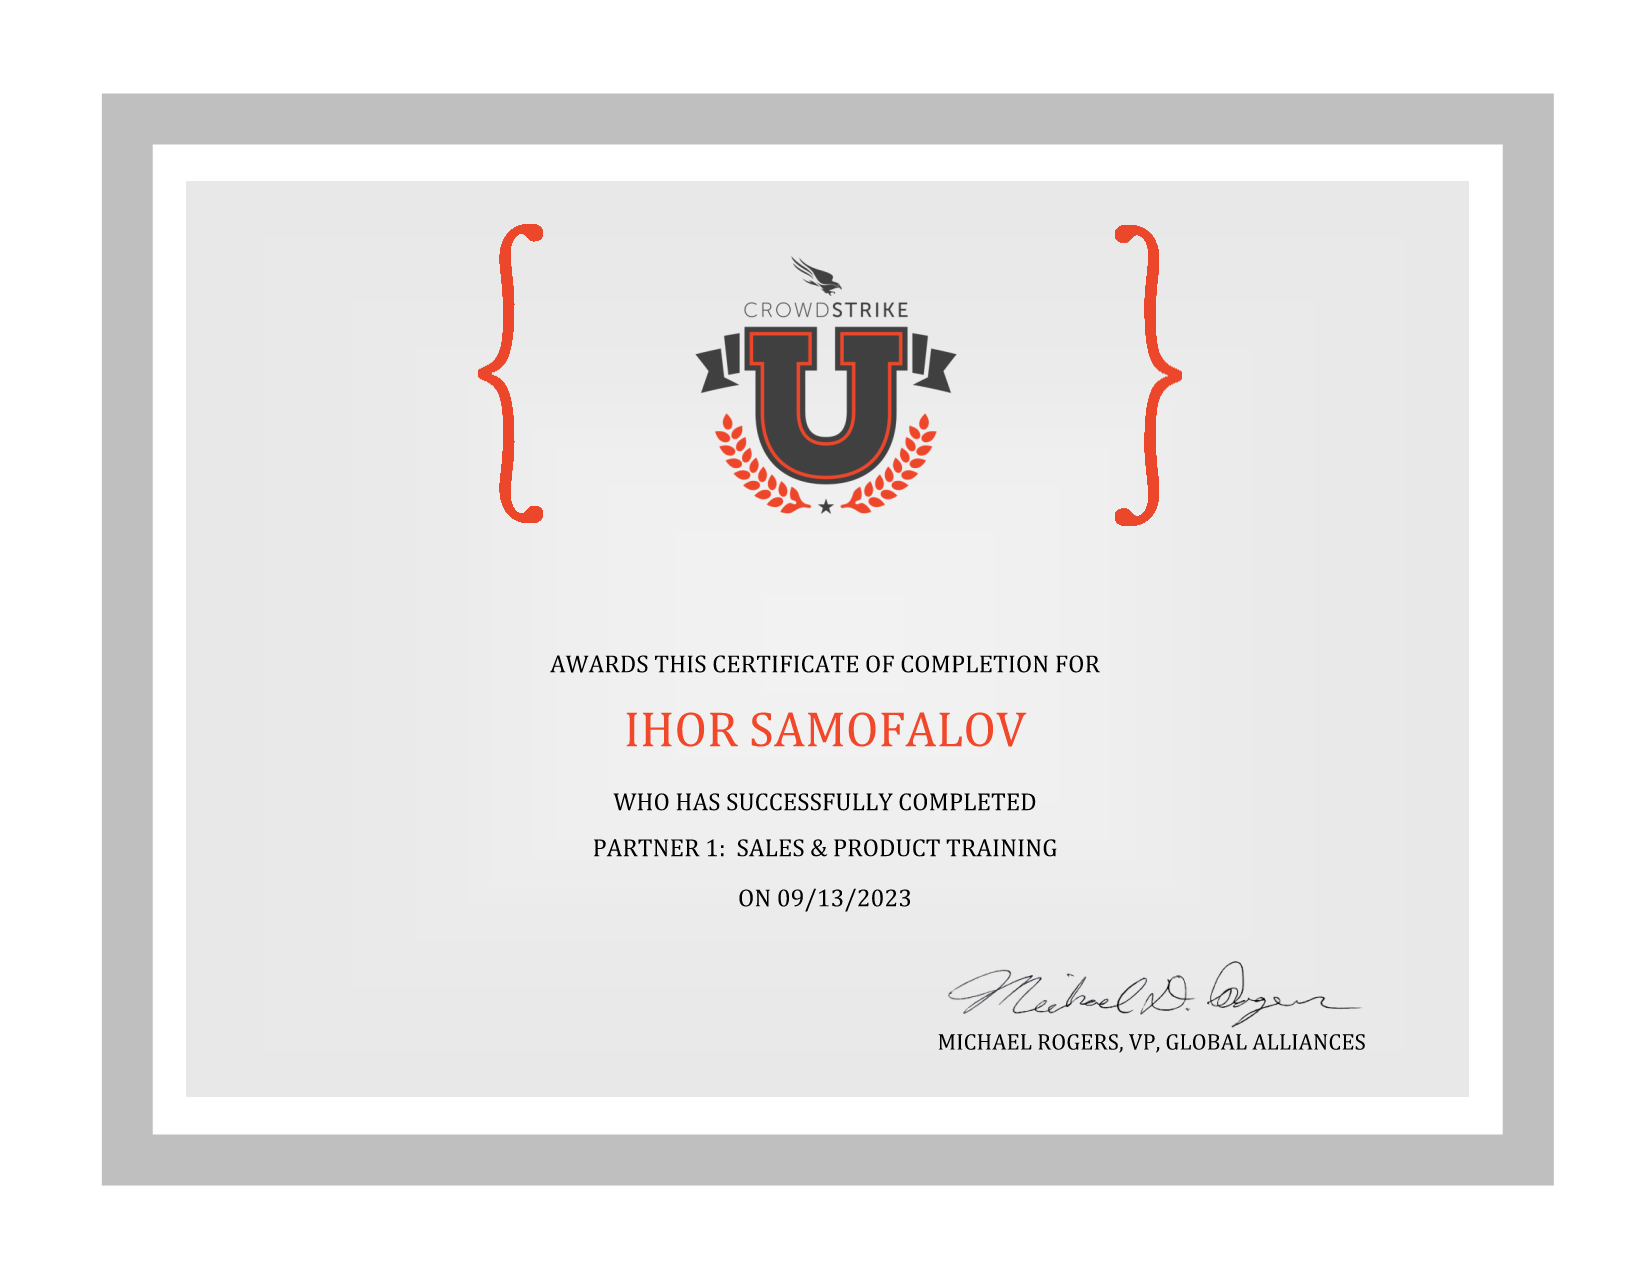 CROWDSTRIKE
U
AWARDS THIS CERTIFICATE OF COMPLETION FOR
IHOR SAMOFALOV
WHO HAS SUCCESSFULLY COMPLETED
PARTNER 1:  SALES & PRODUCT TRAINING
ON 09/13/2023
Michael D. Rogers
MICHAEL ROGERS, VP, GLOBAL ALLIANCES